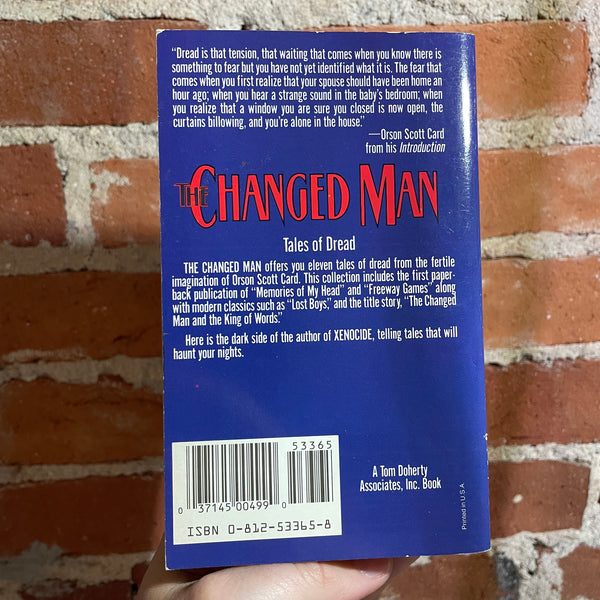 “Dread is that tension, that waiting that comes when you know there is
something to fear but you have not yet identified what it is. The fear that
comes when you first realize that your spouse should have been home an
hour ago; when you hear a strange sound in the baby's bedroom; when
you realize that a window you are sure you closed is now open, the
curtains billowing, and you're alone in the house.”
—Orson Scott Card
from his Introduction
THE CHANGED MAN
Tales of Dread
THE CHANGED MAN offers you eleven tales of dread from the fertile
imagination of Orson Scott Card. This collection includes the first paper-
back publication of “Memories of My Head” and “Freeway Games” along
with modern classics such as “Lost Boys,” and the title story, “The Changed
Man and the King of Words.”
Here is the dark side of the author of XENOCIDE, telling tales that will
haunt your nights.
53365
0 37145 00499 0
ISBN 0-812-53365-8
A Tom Doherty
Associates, Inc. Book
Printed in U.S.A.